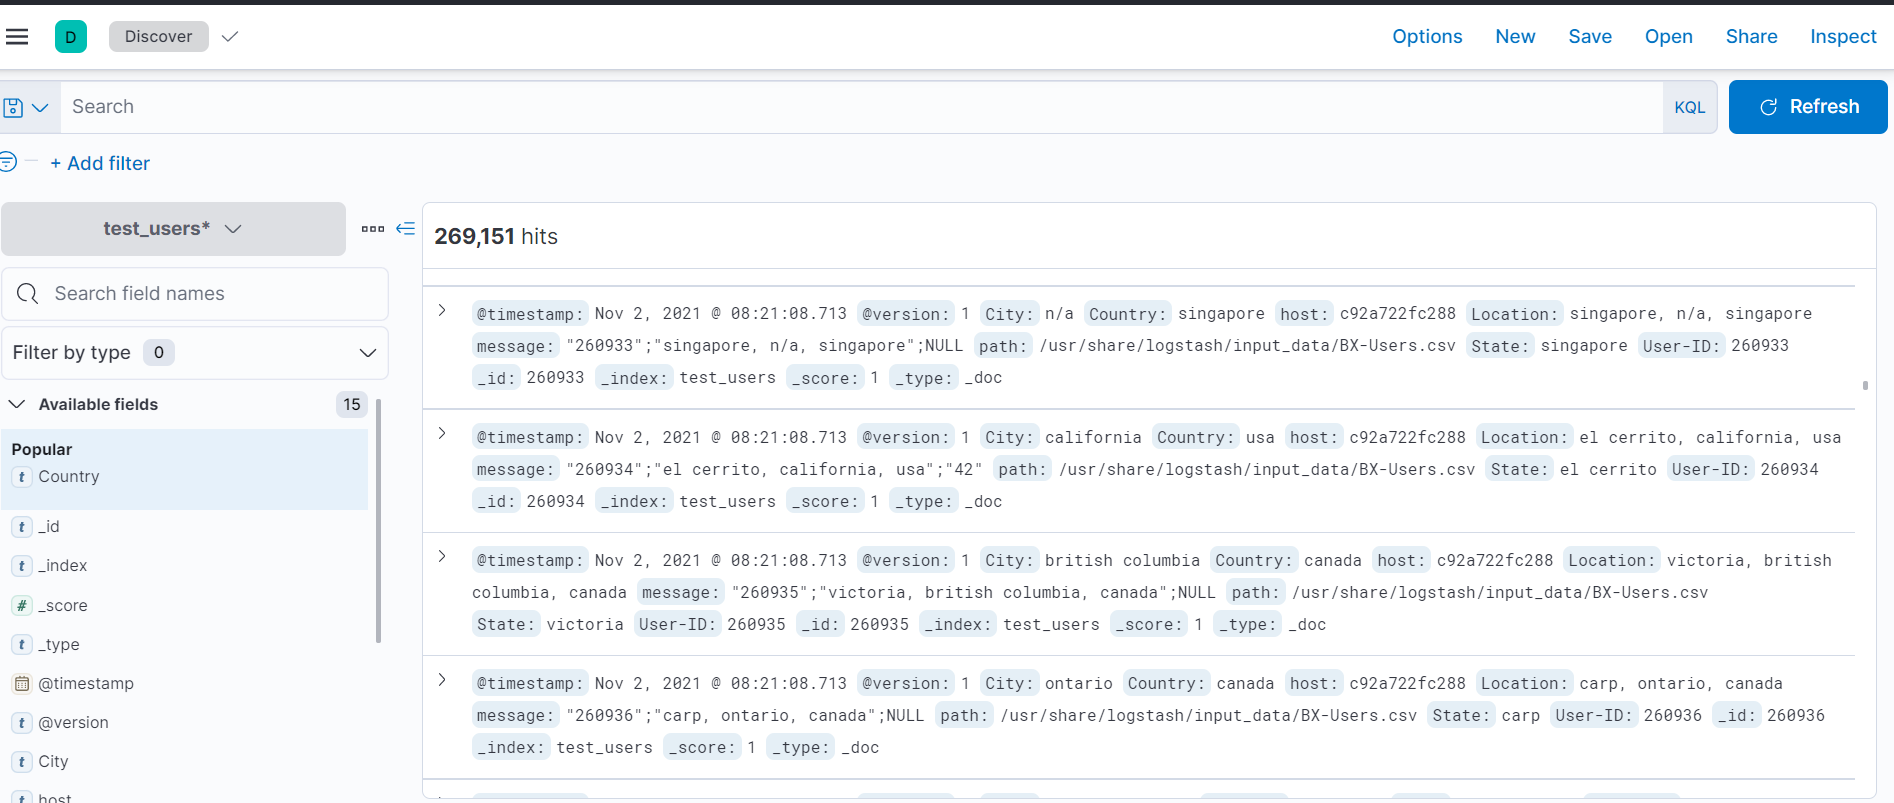 D Discover Options New Save Open Share Inspect
Search KQL Refresh
+ Add filter
test_users*
Search field names
Filter by type 0
Available fields 15
Popular
t Country
t _id
t _index
# _score
t _type
@timestamp
t @version
t City
t host
269,151 hits
@timestamp: Nov 2, 2021 @ 08:21:08.713 @version: 1 City: n/a Country: singapore host: c92a722fc288 Location: singapore, n/a, singapore
message: "260933";"singapore, n/a, singapore";NULL path: /usr/share/logstash/input_data/BX-Users.csv State: singapore User-ID: 260933
_id: 260933 _index: test_users _score: 1 _type: _doc
@timestamp: Nov 2, 2021 @ 08:21:08.713 @version: 1 City: california Country: usa host: c92a722fc288 Location: el cerrito, california, usa
message: "260934";"el cerrito, california, usa";"42" path: /usr/share/logstash/input_data/BX-Users.csv State: el cerrito User-ID: 260934
_id: 260934 _index: test_users _score: 1 _type: _doc
@timestamp: Nov 2, 2021 @ 08:21:08.713 @version: 1 City: british columbia Country: canada host: c92a722fc288 Location: victoria, british
columbia, canada message: "260935";"victoria, british columbia, canada";NULL path: /usr/share/logstash/input_data/BX-Users.csv
State: victoria User-ID: 260935 _id: 260935 _index: test_users _score: 1 _type: _doc
@timestamp: Nov 2, 2021 @ 08:21:08.713 @version: 1 City: ontario Country: canada host: c92a722fc288 Location: carp, ontario, canada
message: "260936";"carp, ontario, canada";NULL path: /usr/share/logstash/input_data/BX-Users.csv State: carp User-ID: 260936 _id: 260936
_index: test_users _score: 1 _type: _doc